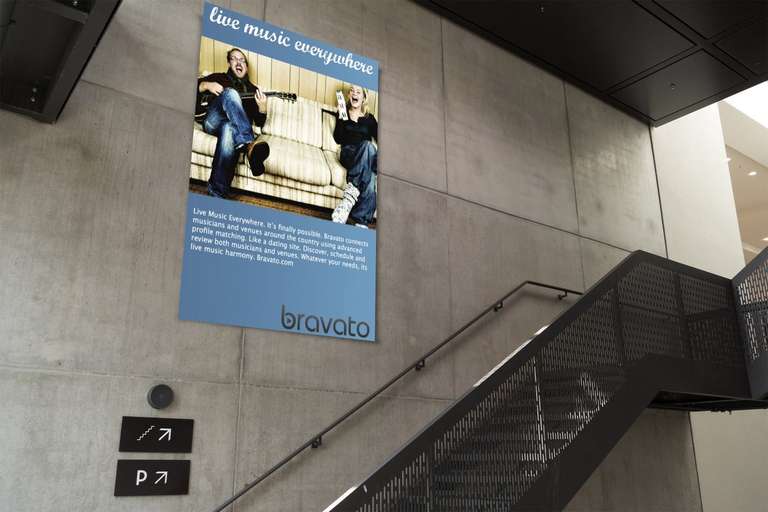 live music everywhere
Live Music Everywhere. It's finally possible. Bravato connects
musicians and venues around the country using advanced
profile matching. Like a dating site. Discover, schedule and
review both musicians and venues. Whatever your needs, its
live music harmony. Bravato.com
bravato
P